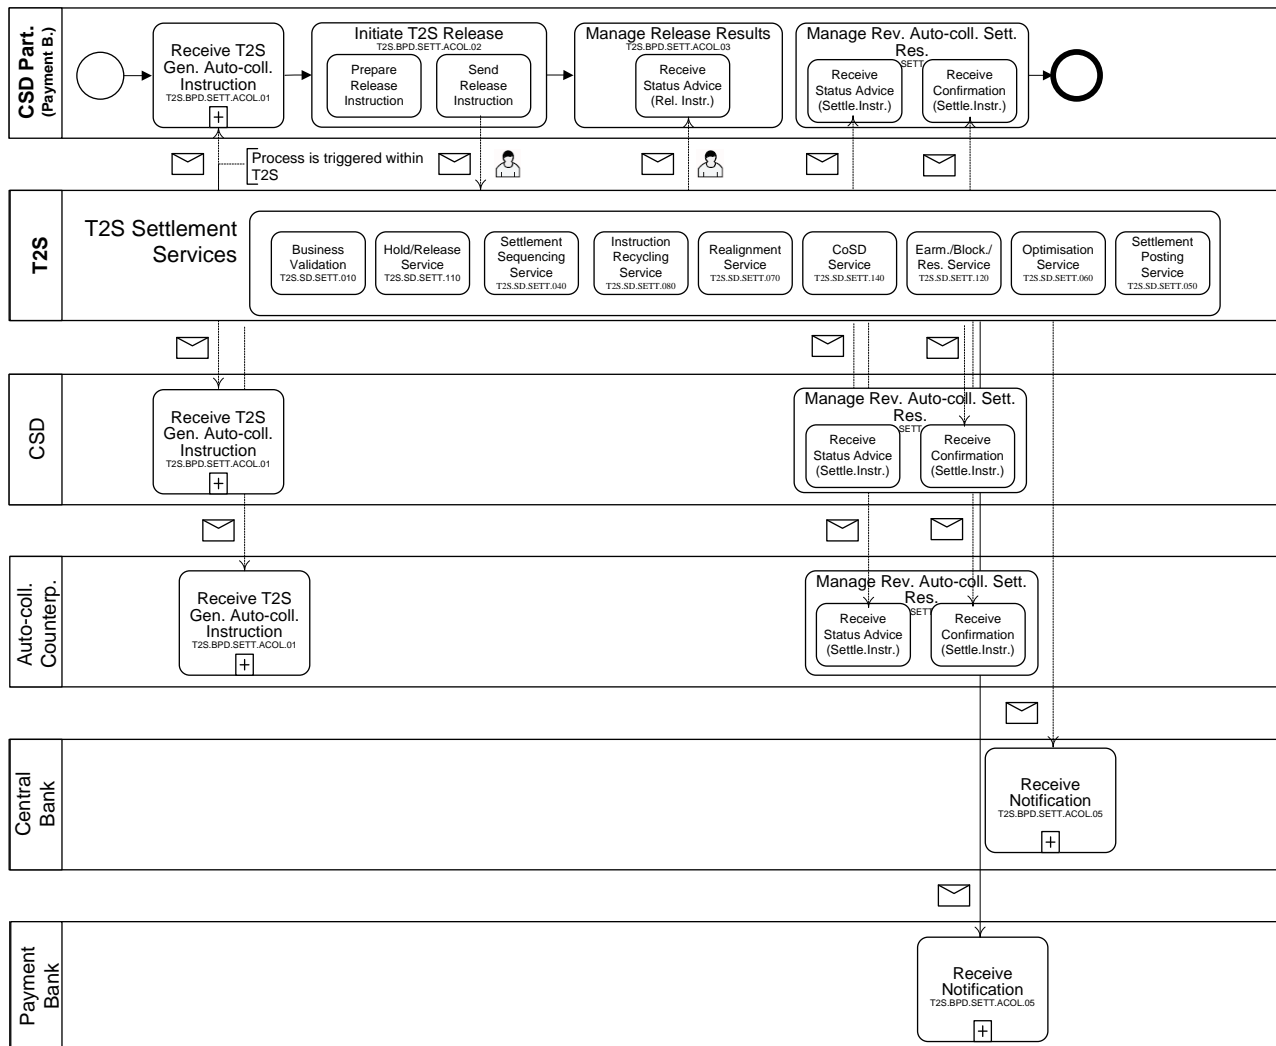 CSD Part.
(Payment B.)
Receive T2S
Gen. Auto-coll.
Instruction
T2S.BPD.SETT.ACOL.01
+
Initiate T2S Release
T2S.BPD.SETT.ACOL.02
Prepare
Release
Instruction
Send
Release
Instruction
Manage Release Results
T2S.BPD.SETT.ACOL.03
Receive
Status Advice
(Rel. Instr.)
Manage Rev. Auto-coll. Sett.
Res.
SETT
Receive
Status Advice
(Settle.Instr.)
Receive
Confirmation
(Settle.Instr.)
Process is triggered within
T2S
T2S
T2S Settlement
Services
Business
Validation
T2S.SD.SETT.010
Hold/Release
Service
T2S.SD.SETT.110
Settlement
Sequencing
Service
T2S.SD.SETT.040
Instruction
Recycling
Service
T2S.SD.SETT.080
Realignment
Service
T2S.SD.SETT.070
CoSD
Service
T2S.SD.SETT.140
Earm./Block./
Res. Service
T2S.SD.SETT.120
Optimisation
Service
T2S.SD.SETT.060
Settlement
Posting
Service
T2S.SD.SETT.050
CSD
Receive T2S
Gen. Auto-coll.
Instruction
T2S.BPD.SETT.ACOL.01
+
Manage Rev. Auto-coll. Sett.
Res.
SETT
Receive
Status Advice
(Settle.Instr.)
Receive
Confirmation
(Settle.Instr.)
Auto-coll.
Counterp.
Receive T2S
Gen. Auto-coll.
Instruction
T2S.BPD.SETT.ACOL.01
+
Manage Rev. Auto-coll. Sett.
Res.
SETT
Receive
Status Advice
(Settle.Instr.)
Receive
Confirmation
(Settle.Instr.)
Central
Bank
Receive
Notification
T2S.BPD.SETT.ACOL.05
+
Payment
Bank
Receive
Notification
T2S.BPD.SETT.ACOL.05
+